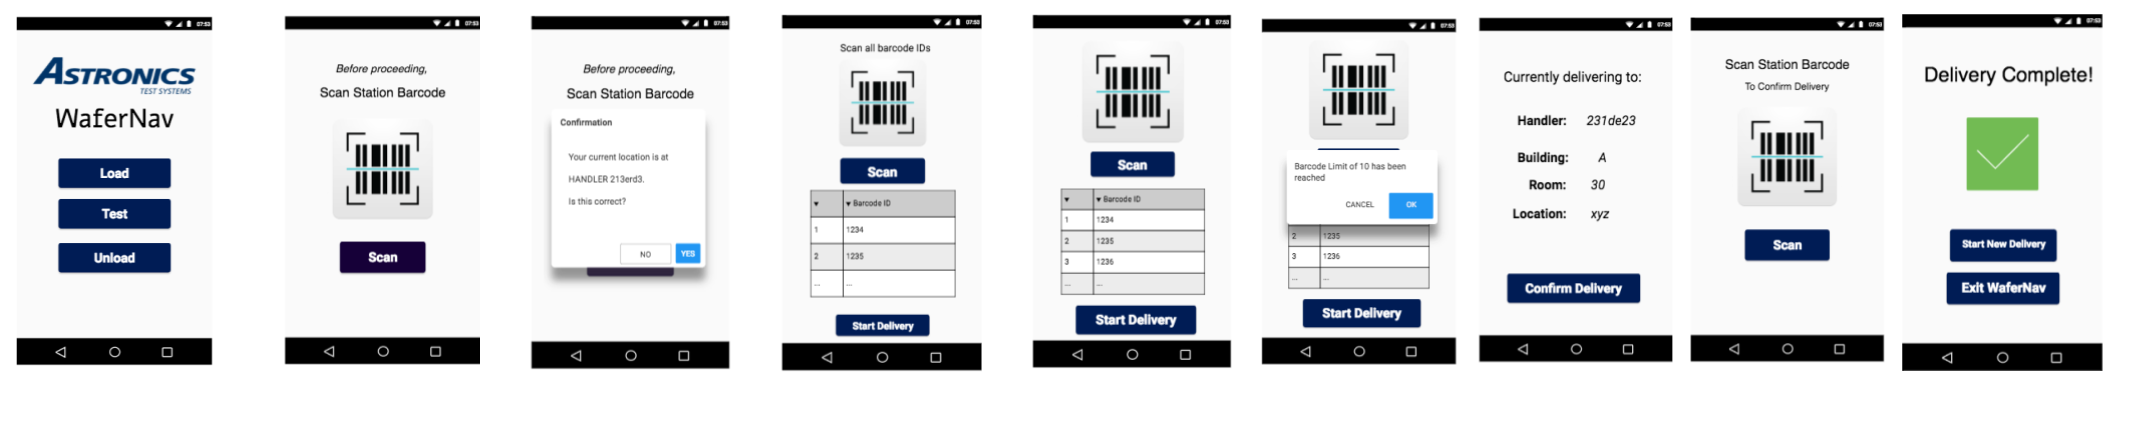 07:53
ASTRONICS
TEST SYSTEMS
WaferNav
Load
Test
Unload
07:53
Before proceeding,
Scan Station Barcode
Scan
07:53
Before proceeding,
Scan Station Barcode
Confirmation
Your current location is at
HANDLER 213erd3.
Is this correct?
NO YES
07:53
Scan all barcode IDs
Scan
▼ ▼ Barcode ID
1 1234
2 1235
... ...
Start Delivery
07:53
Scan
▼ ▼ Barcode ID
1 1234
2 1235
3 1236
... ...
Start Delivery
07:53
Barcode Limit of 10 has been
reached
CANCEL OK
2 1235
3 1236
... ...
Start Delivery
07:53
Currently delivering to:
Handler: 231de23
Building: A
Room: 30
Location: xyz
Confirm Delivery
07:53
Scan Station Barcode
To Confirm Delivery
Scan
07:53
Delivery Complete!
Start New Delivery
Exit WaferNav